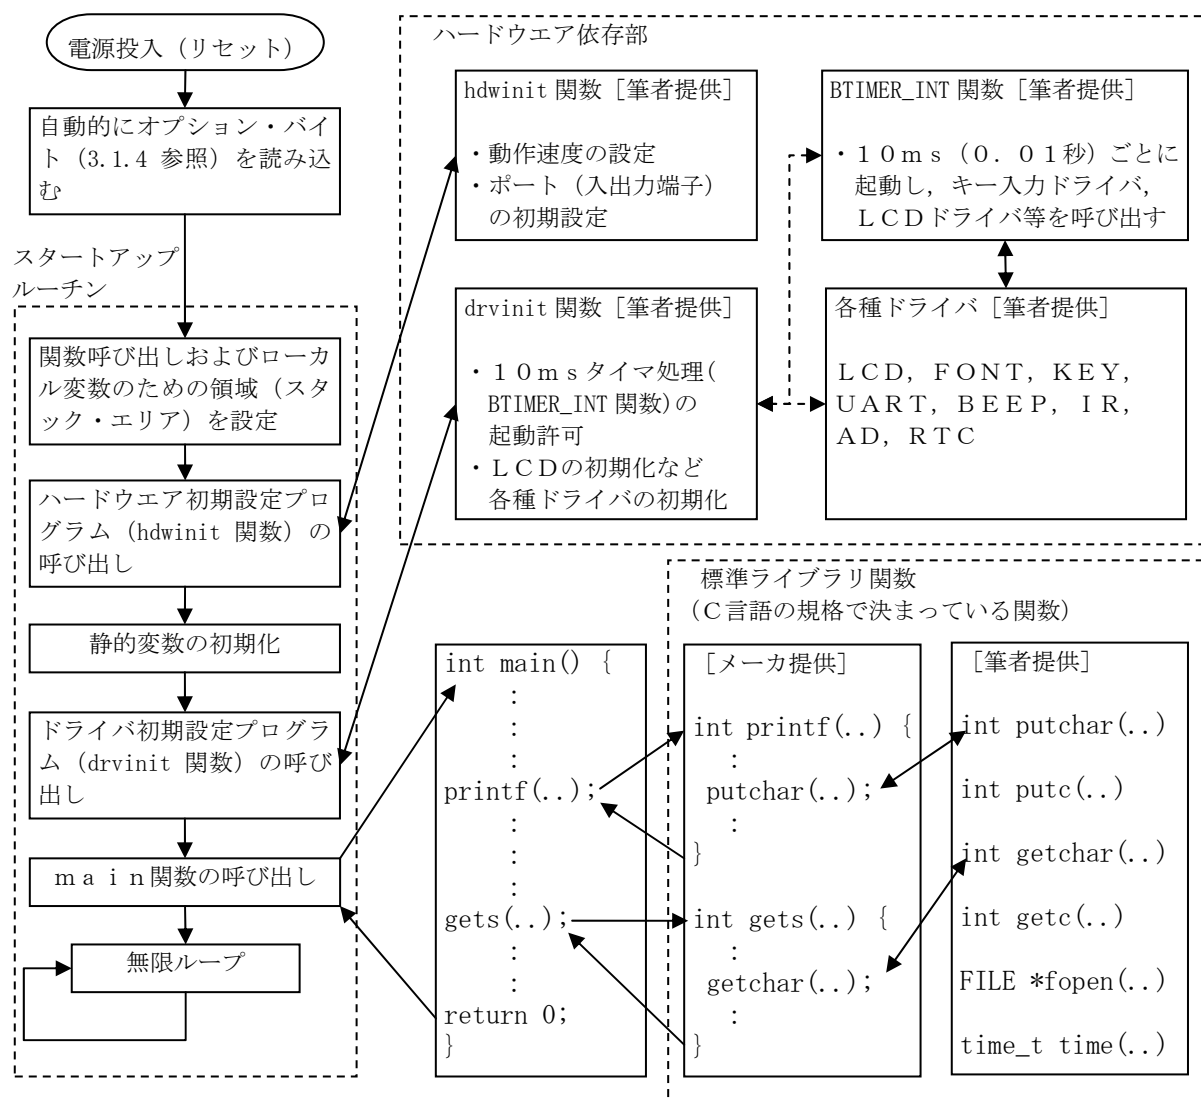 電源投入（リセット）
自動的にオプション・バイ
ト（3.1.4 参照）を読み込
む
スタートアップ
ルーチン
関数呼び出しおよびローカ
ル変数のための領域（スタ
ック・エリア）を設定
ハードウエア初期設定プロ
グラム（hdwinit 関数）の
呼び出し
静的変数の初期化
ドライバ初期設定プログラ
ム（drvinit 関数）の呼び
出し
ｍａｉｎ関数の呼び出し
無限ループ
ハードウエア依存部
hdwinit 関数［筆者提供］
・動作速度の設定
・ポート（入出力端子）
の初期設定
BTIMER_INT 関数［筆者提供］
・１０ｍｓ（０．０１秒）ごとに
起動し，キー入力ドライバ，
ＬＣＤドライバ等を呼び出す
drvinit 関数［筆者提供］
・１０ｍｓタイマ処理(
BTIMER_INT 関数)の
起動許可
・ＬＣＤの初期化など
各種ドライバの初期化
各種ドライバ［筆者提供］
ＬＣＤ，ＦＯＮＴ，ＫＥＹ，
ＵＡＲＴ，ＢＥＥＰ，ＩＲ，
ＡＤ，ＲＴＣ
int main() {
:
:
:
printf(..);
:
:
:
gets(..);
:
:
return 0;
}
標準ライブラリ関数
（Ｃ言語の規格で決まっている関数）
［メーカ提供］
int printf(..) {
:
putchar(..);
:
}
int gets(..) {
:
getchar(..);
:
}
［筆者提供］
int putchar(..)
int putc(..)
int getchar(..)
int getc(..)
FILE *fopen(..)
time_t time(..)